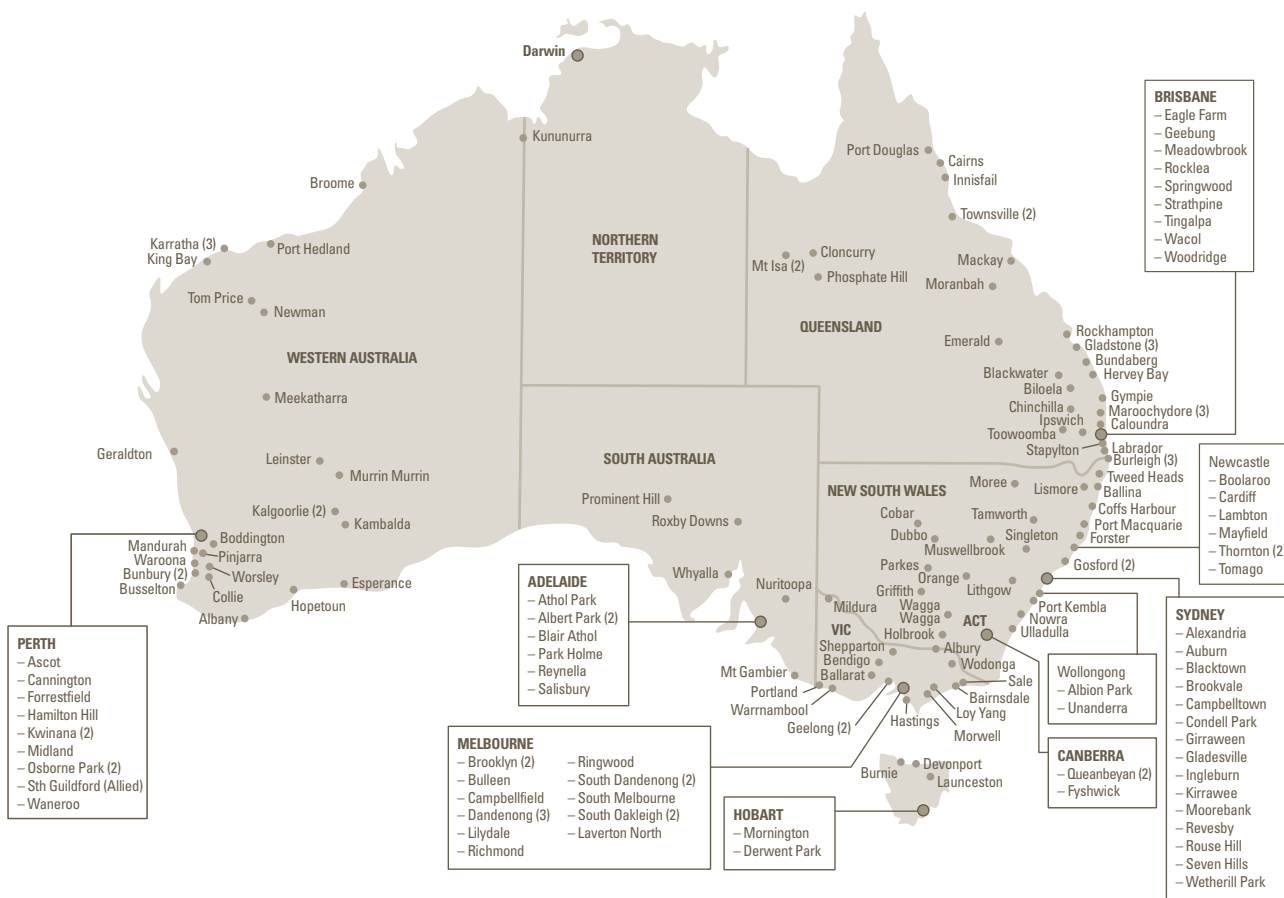 Darwin
Kununurra
Broome
Karratha (3)
King Bay
Port Hedland
Tom Price
Newman
WESTERN AUSTRALIA
Meekatharra
Geraldton
Leinster
Murrin Murrin
Kalgoorlie (2)
Kambalda
Boddington
Mandurah
Pinjarra
Waroona
Worsley
Bunbury (2)
Busselton
Collie
Albany
Hopetoun
Esperance
PERTH
– Ascot
– Cannington
– Forrestfield
– Hamilton Hill
– Kwinana (2)
– Midland
– Osborne Park (2)
– Sth Guildford (Allied)
– Waneroo
NORTHERN
TERRITORY
SOUTH AUSTRALIA
Prominent Hill
Roxby Downs
Whyalla
Nuritoopa
Mt Gambier
ADELAIDE
– Athol Park
– Albert Park (2)
– Blair Athol
– Park Holme
– Reynella
– Salisbury
Port Douglas
Cairns
Innisfail
Townsville (2)
Mt Isa (2)
Cloncurry
Phosphate Hill
Mackay
Moranbah
QUEENSLAND
Emerald
Rockhampton
Gladstone (3)
Bundaberg
Hervey Bay
Blackwater
Biloela
Gympie
Chinchilla
Maroochydore (3)
Ipswich
Caloundra
Toowoomba
Stapylton
Labrador
Burleigh (3)
BRISBANE
– Eagle Farm
– Geebung
– Meadowbrook
– Rocklea
– Springwood
– Strathpine
– Tingalpa
– Wacol
– Woodridge
NEW SOUTH WALES
Moree
Lismore
Tweed Heads
Ballina
Coffs Harbour
Port Macquarie
Forster
Cobar
Tamworth
Dubbo
Singleton
Muswellbrook
Gosford (2)
Parkes
Orange
Lithgow
Griffith
Wagga
Wagga
Holbrook
ACT
Port Kembla
Nowra
Ulladulla
Albury
Newcastle
– Boolaroo
– Cardiff
– Lambton
– Mayfield
– Thornton (2)
– Tomago
SYDNEY
– Alexandria
– Auburn
– Blacktown
– Brookvale
– Campbelltown
– Condell Park
– Girraween
– Gladesville
– Ingleburn
– Kirrawee
– Moorebank
– Revesby
– Rouse Hill
– Seven Hills
– Wetherill Park
Wollongong
– Albion Park
– Unanderra
CANBERRA
– Queanbeyan (2)
– Fyshwick
Mildura
VIC
Shepparton
Bendigo
Ballarat
Wodonga
Portland
Warrnambool
Geelong (2)
Hastings
Sale
Bairnsdale
Loy Yang
Morwell
MELBOURNE
– Brooklyn (2)
– Bulleen
– Campbellfield
– Dandenong (3)
– Lilydale
– Richmond
– Ringwood
– South Dandenong (2)
– South Melbourne
– South Oakleigh (2)
– Laverton North
Burnie
Devonport
Launceston
HOBART
– Mornington
– Derwent Park